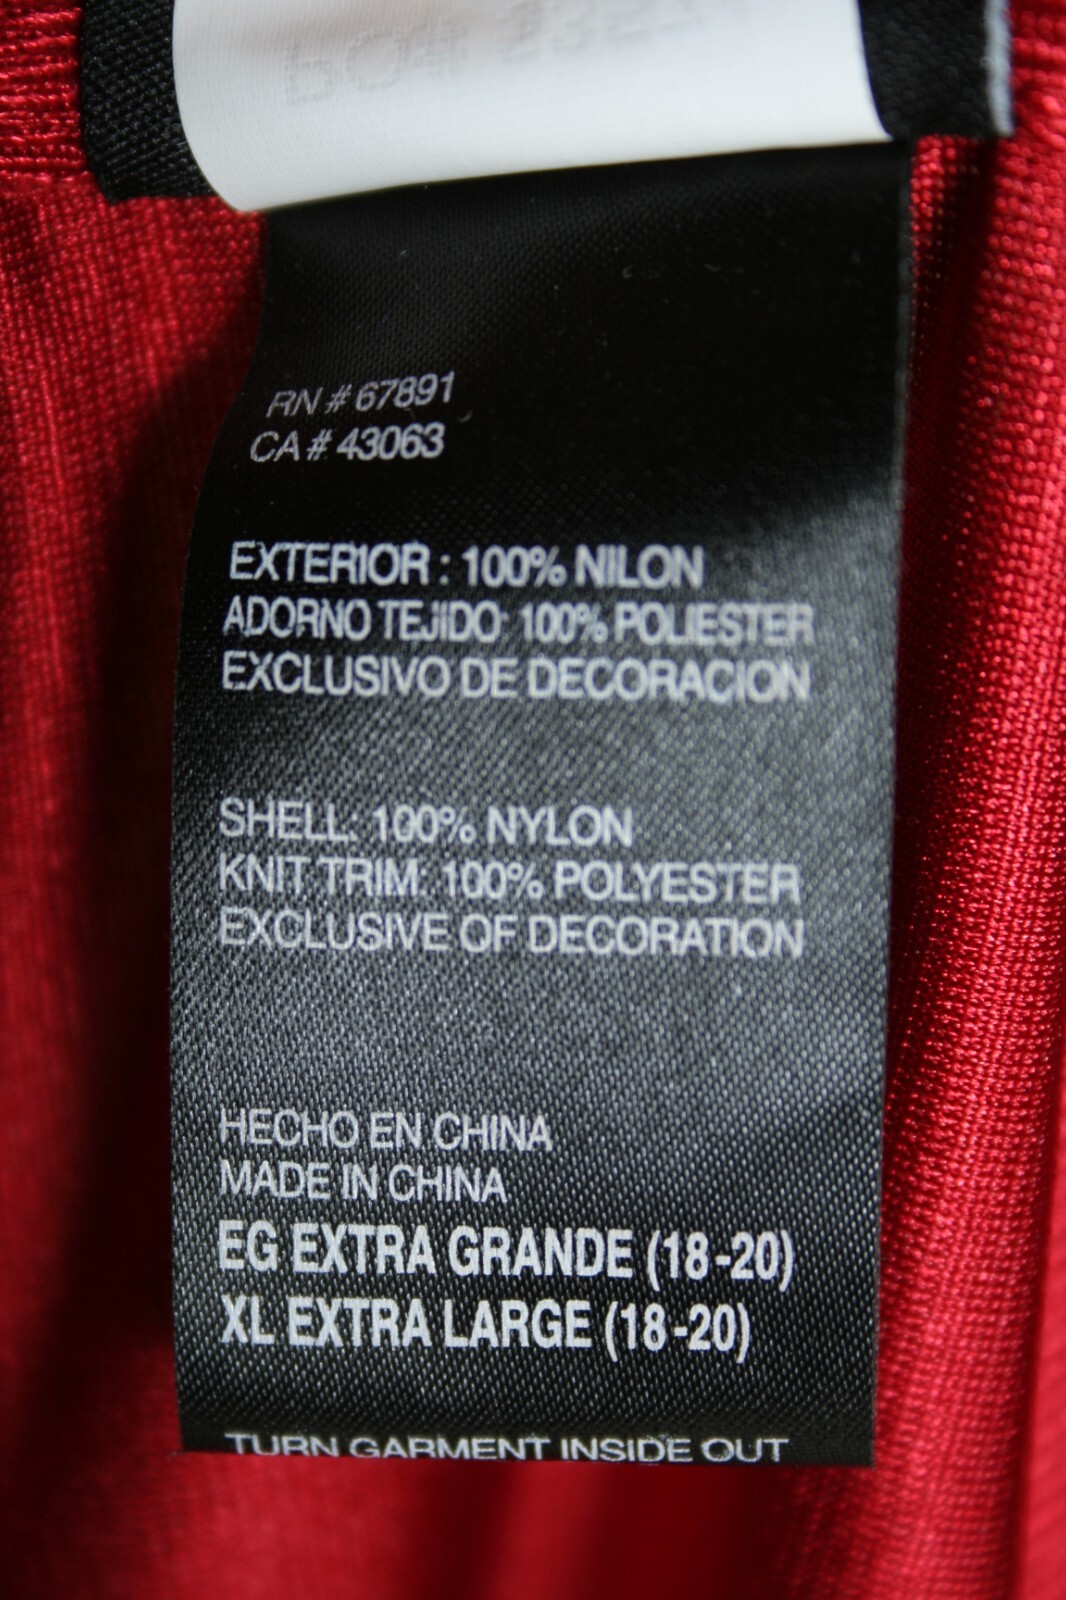 RN # 67891
CA # 43063
EXTERIOR : 100% NILON
ADORNO TEJIDO: 100% POLIESTER
EXCLUSIVO DE DECORACION
SHELL: 100% NYLON
KNIT TRIM: 100% POLYESTER
EXCLUSIVE OF DECORATION
HECHO EN CHINA
MADE IN CHINA
EG EXTRA GRANDE (18-20)
XL EXTRA LARGE (18-20)
TURN GARMENT INSIDE OUT